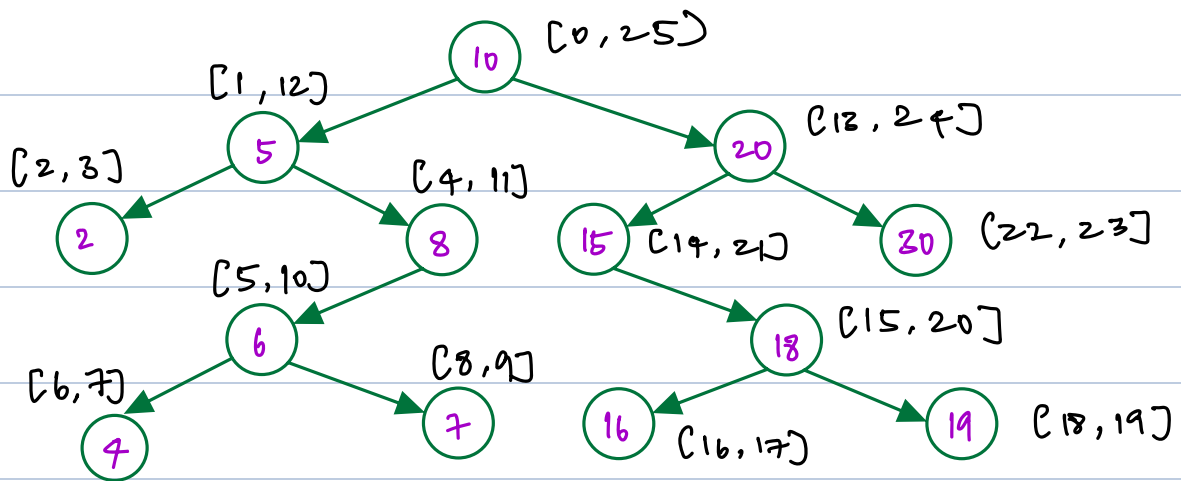 10 [0, 25)
[1, 12] 5
20 [13, 24]
[2, 3] 2
[4, 11] 8
15 [14, 21]
30 [22, 23]
[5, 10] 6
18 [15, 20]
[6, 7] 4
[8, 9] 7
16 [16, 17]
19 [18, 19]